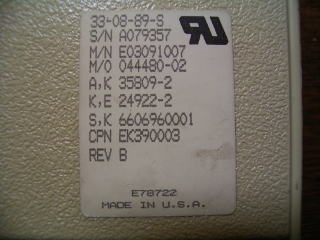 33-08-89-S
S/N A079357
M/N E03091007
M/O 044480-02
A,K 35809-2
K,E 24922-2
S,K 6606960001
CPN EK390003
REV B
E78722
MADE IN U.S.A.